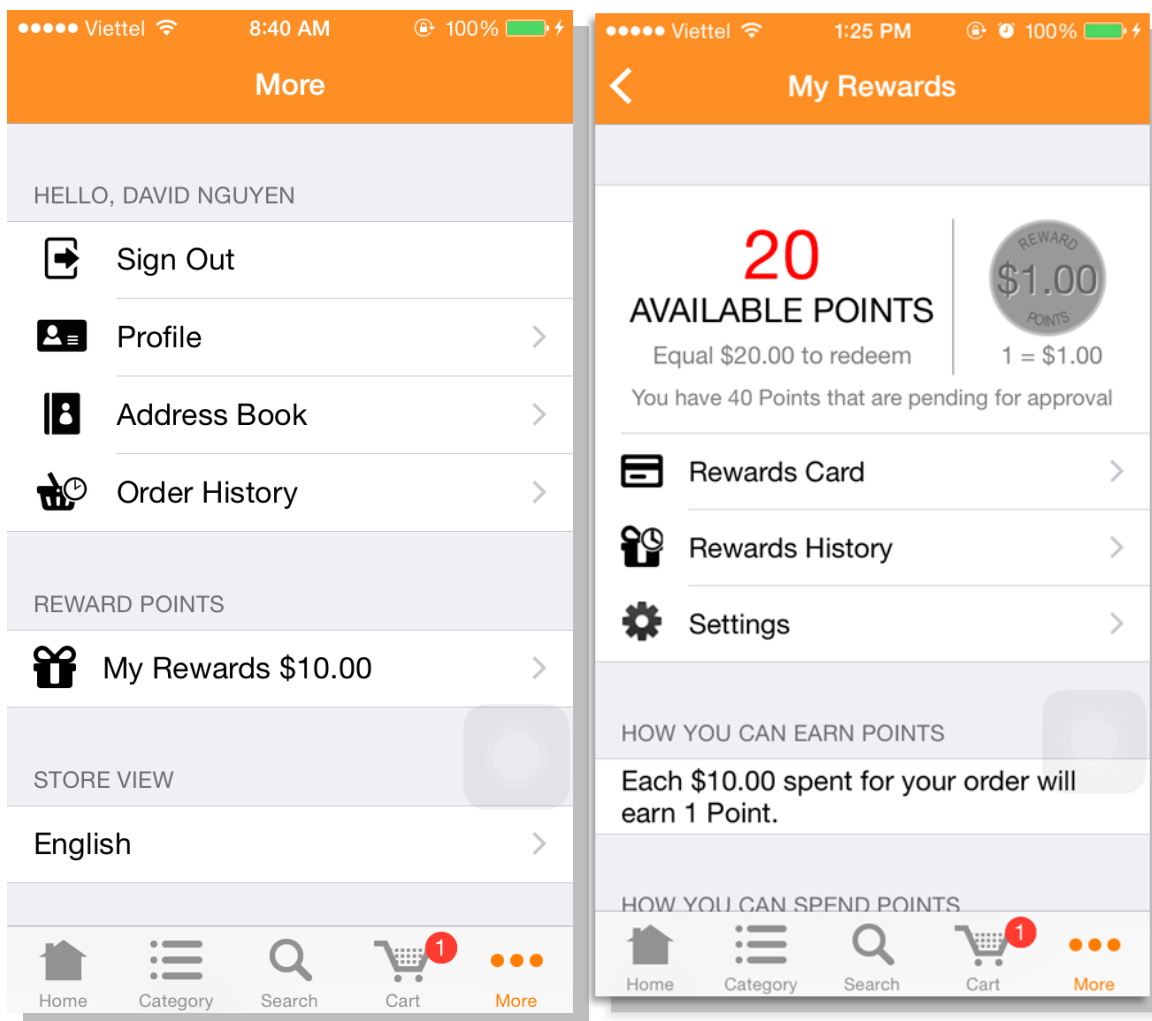 Viettel 8:40 AM 100%
More
HELLO, DAVID NGUYEN
Sign Out
Profile
Address Book
Order History
REWARD POINTS
My Rewards $10.00
STORE VIEW
English
1
Home Category Search Cart More
Viettel 1:25 PM 100%
My Rewards
20
AVAILABLE POINTS
Equal $20.00 to redeem
REWARD
$1.00
POINTS
1 = $1.00
You have 40 Points that are pending for approval
Rewards Card
Rewards History
Settings
HOW YOU CAN EARN POINTS
Each $10.00 spent for your order will
earn 1 Point.
HOW YOU CAN SPEND POINTS
1
Home Category Search Cart More